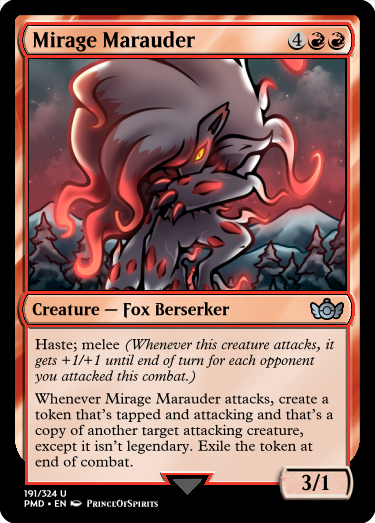 Mirage Marauder 4
Creature — Fox Berserker
Haste; melee (Whenever this creature attacks, it
gets +1/+1 until end of turn for each opponent
you attacked this combat.)
Whenever Mirage Marauder attacks, create a
token that's tapped and attacking and that's a
copy of another target attacking creature,
except it isn't legendary. Exile the token at
end of combat.
3/1
191/324 U
PMD • EN PrinceOfSpirits